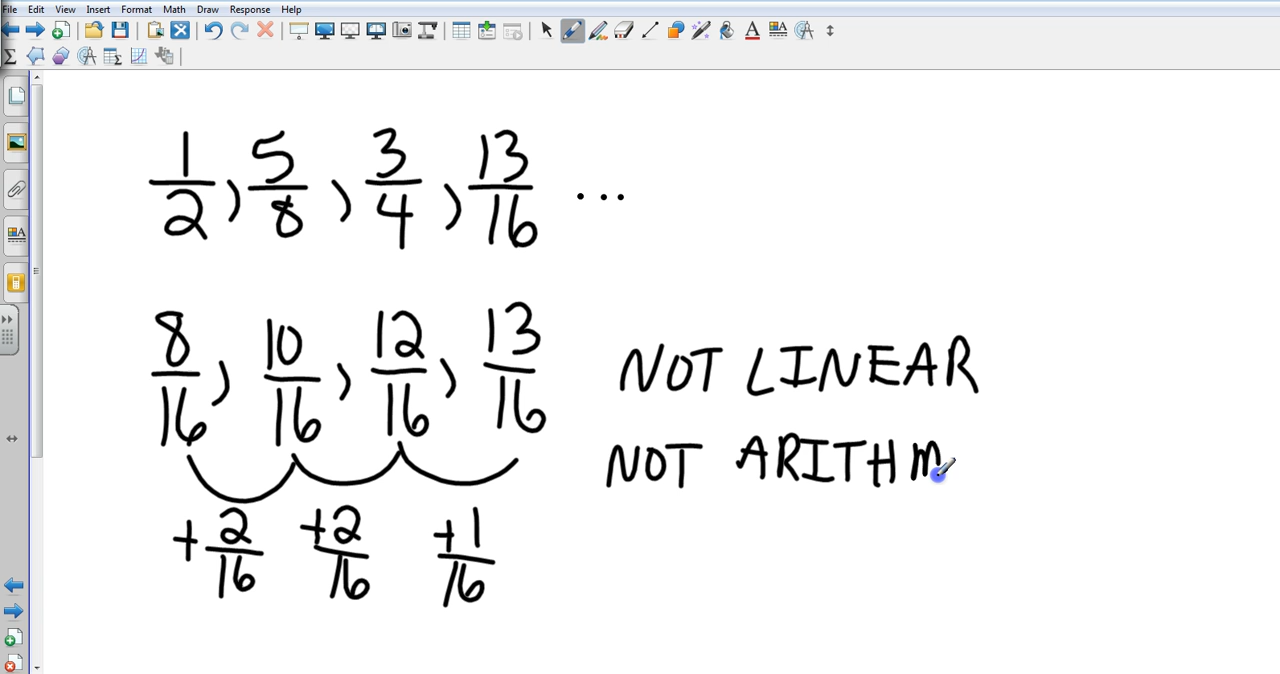 File Edit View Insert Format Math Draw Response Help
1/2, 5/8, 3/4, 13/16 ...
8/16, 10/16, 12/16, 13/16
NOT LINEAR
NOT ARITHM
+2/16 +2/16 +1/16